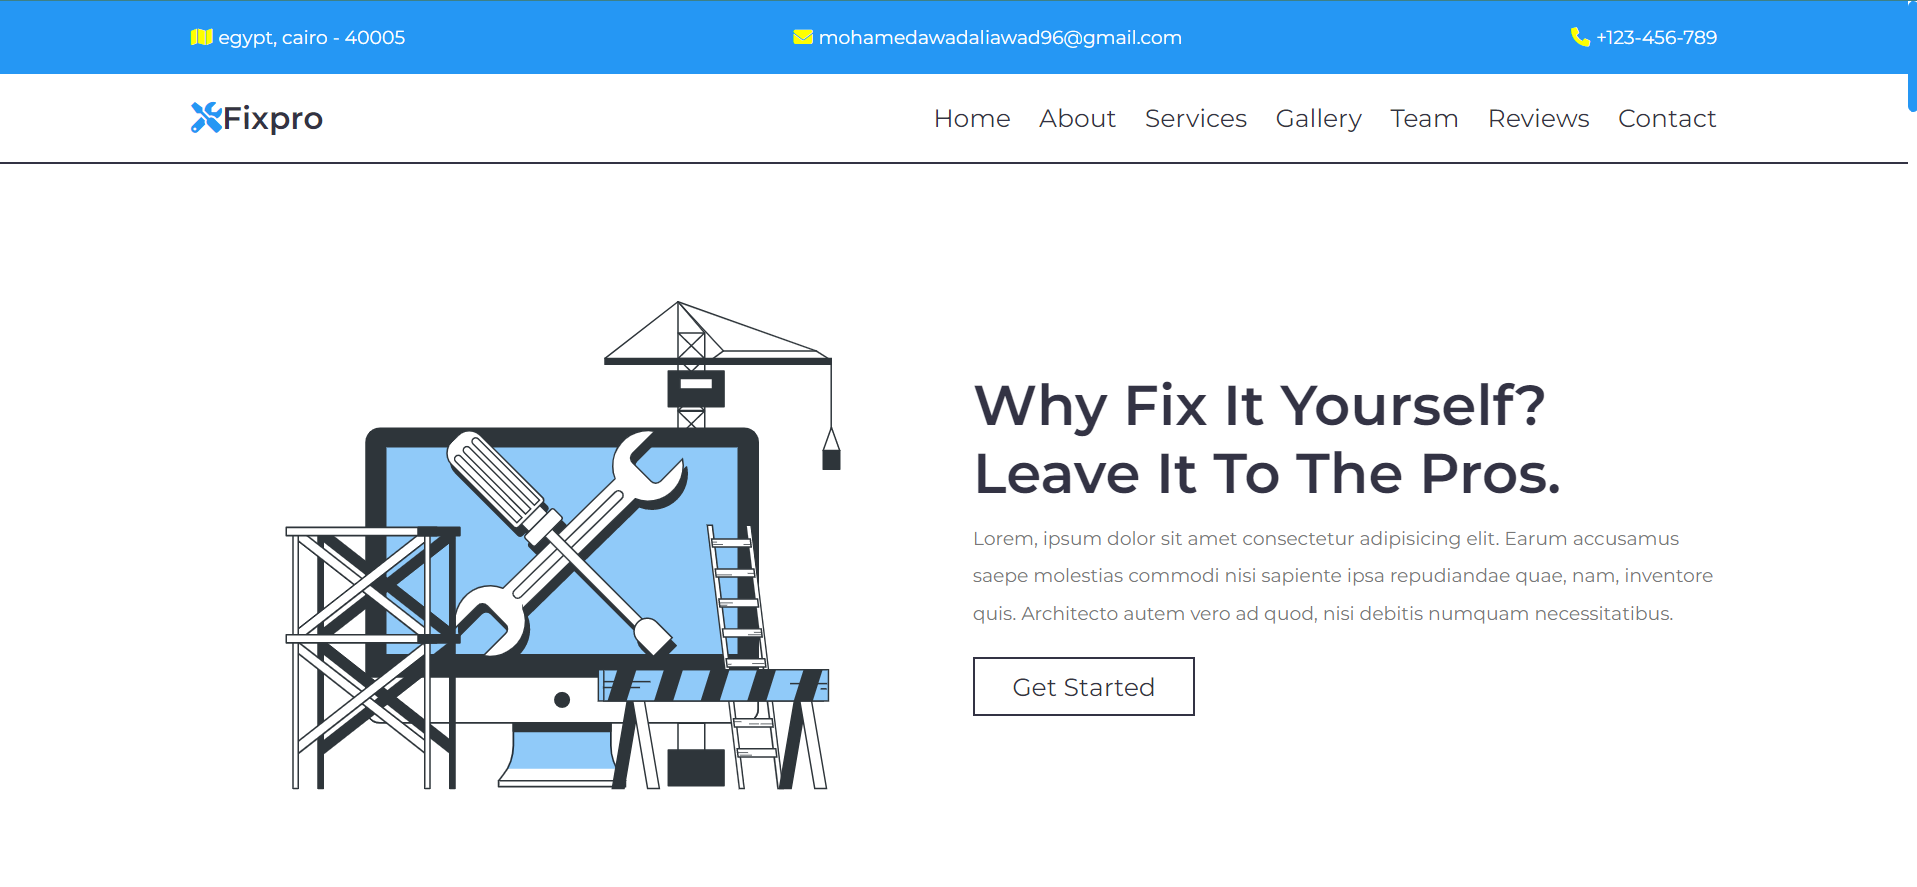 egypt, cairo - 40005
mohamedawadaliawad96@gmail.com
+123-456-789
Fixpro
Home About Services Gallery Team Reviews Contact
Why Fix It Yourself?
Leave It To The Pros.
Lorem, ipsum dolor sit amet consectetur adipisicing elit. Earum accusamus
saepe molestias commodi nisi sapiente ipsa repudiandae quae, nam, inventore
quis. Architecto autem vero ad quod, nisi debitis numquam necessitatibus.
Get Started